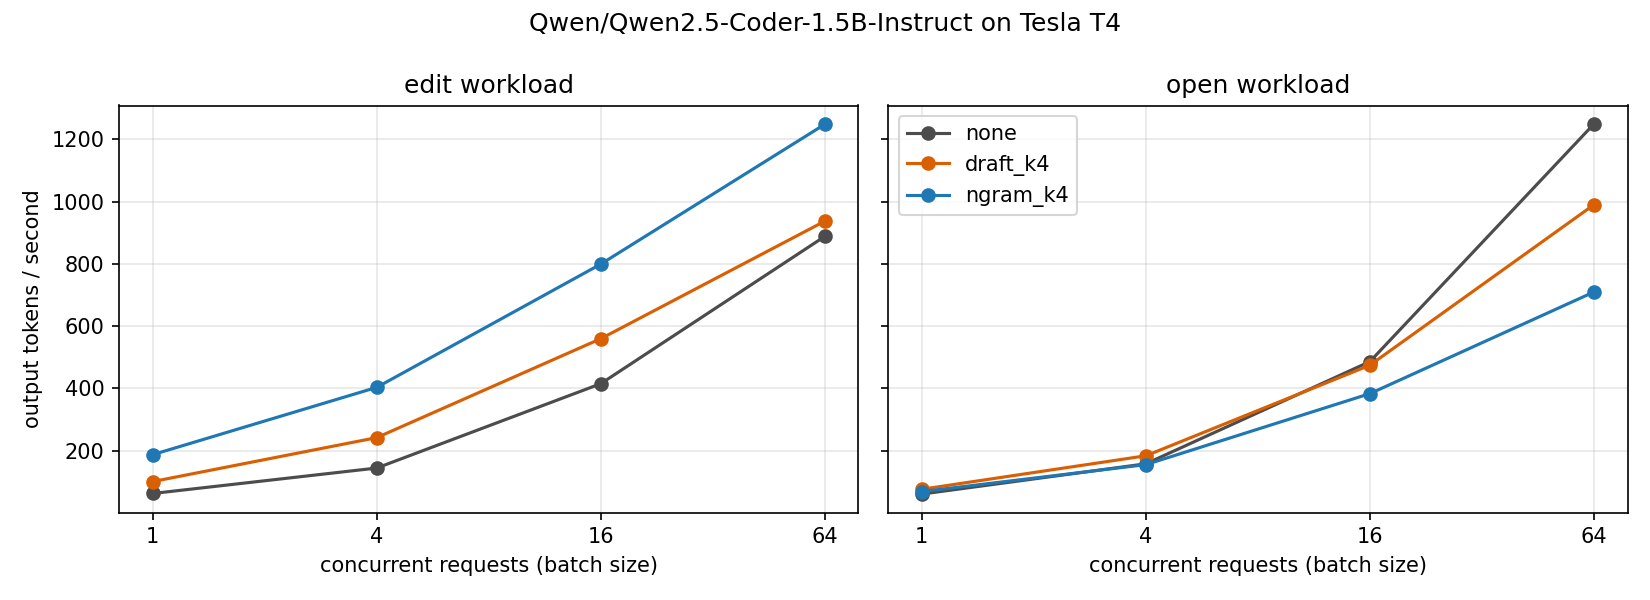 Qwen/Qwen2.5-Coder-1.5B-Instruct on Tesla T4
edit workload
output tokens / second
1200
1000
800
600
400
200
1 4 16 64
concurrent requests (batch size)
open workload
none
draft_k4
ngram_k4
1 4 16 64
concurrent requests (batch size)